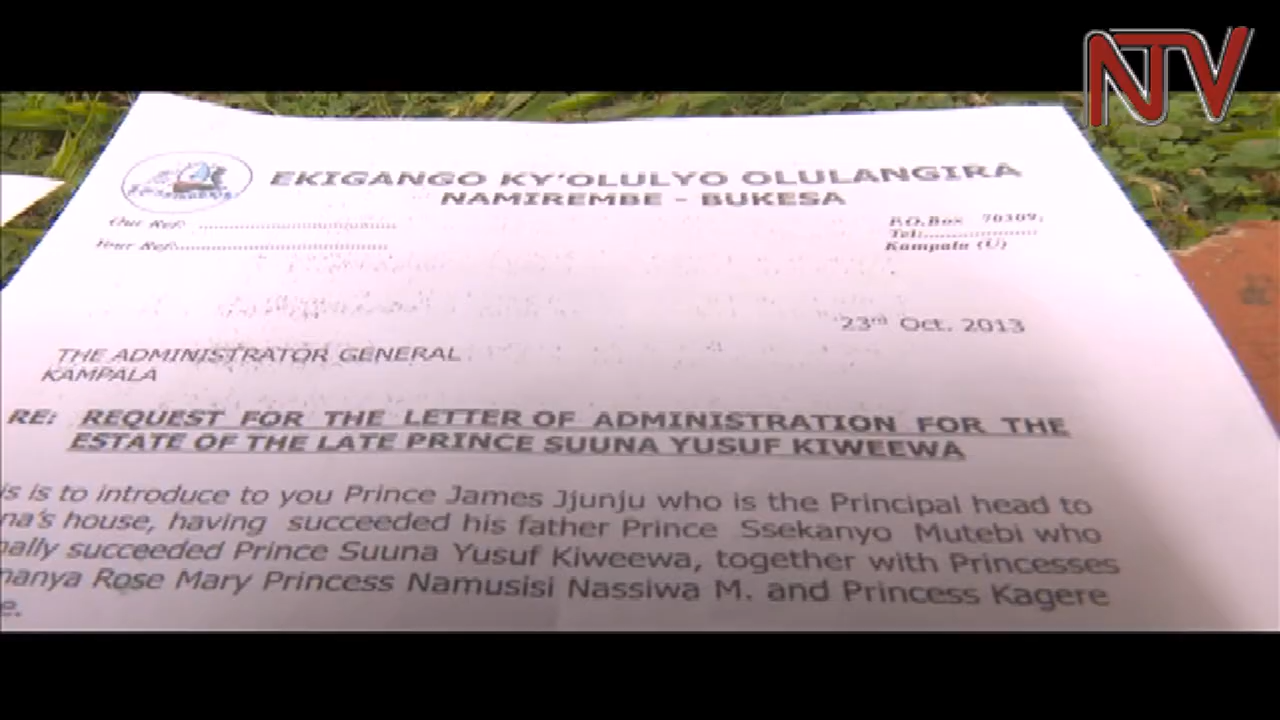 NTV
EKIGANGO KY'OLULYO OLULANGIRA
NAMIREMBE - BUKESA
Our Ref: ..............................
Your Ref:..............................
P.O.Box 70309,
Tel:....................
Kampala (U)
23rd Oct. 2013
THE ADMINISTRATOR GENERAL
KAMPALA
RE: REQUEST FOR THE LETTER OF ADMINISTRATION FOR THE
ESTATE OF THE LATE PRINCE SUUNA YUSUF KIWEEWA
is is to introduce to you Prince James Jjunju who is the Principal head to
na's house, having succeeded his father Prince Ssekanyo Mutebi who
ally succeeded Prince Suuna Yusuf Kiweewa, together with Princesses
manya Rose Mary Princess Namusisi Nassiwa M. and Princess Kagere
e.